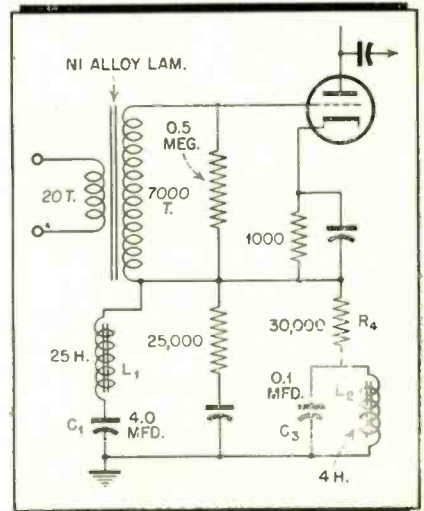 NI ALLOY LAM.
0.5
MEG.
20 T.
7000
T.
1000
25 H.
L1
25,000
30,000
R4
0.1
MFD.
L2
C1
4.0
MFD.
C3
4 H.